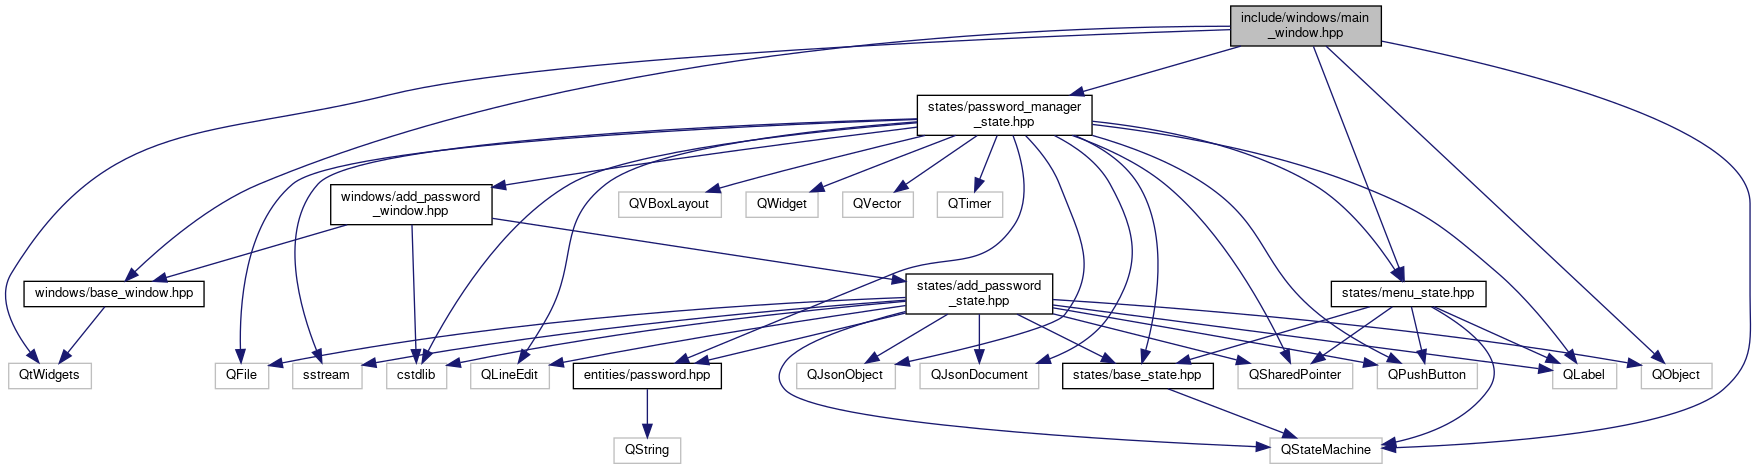 include/windows/main
_window.hpp
states/password_manager
_state.hpp
windows/add_password
_window.hpp
QVBoxLayout
QWidget
QVector
QTimer
windows/base_window.hpp
states/add_password
_state.hpp
states/menu_state.hpp
QtWidgets
QFile
sstream
cstdlib
QLineEdit
entities/password.hpp
QJsonObject
QJsonDocument
states/base_state.hpp
QSharedPointer
QPushButton
QLabel
QObject
QString
QStateMachine